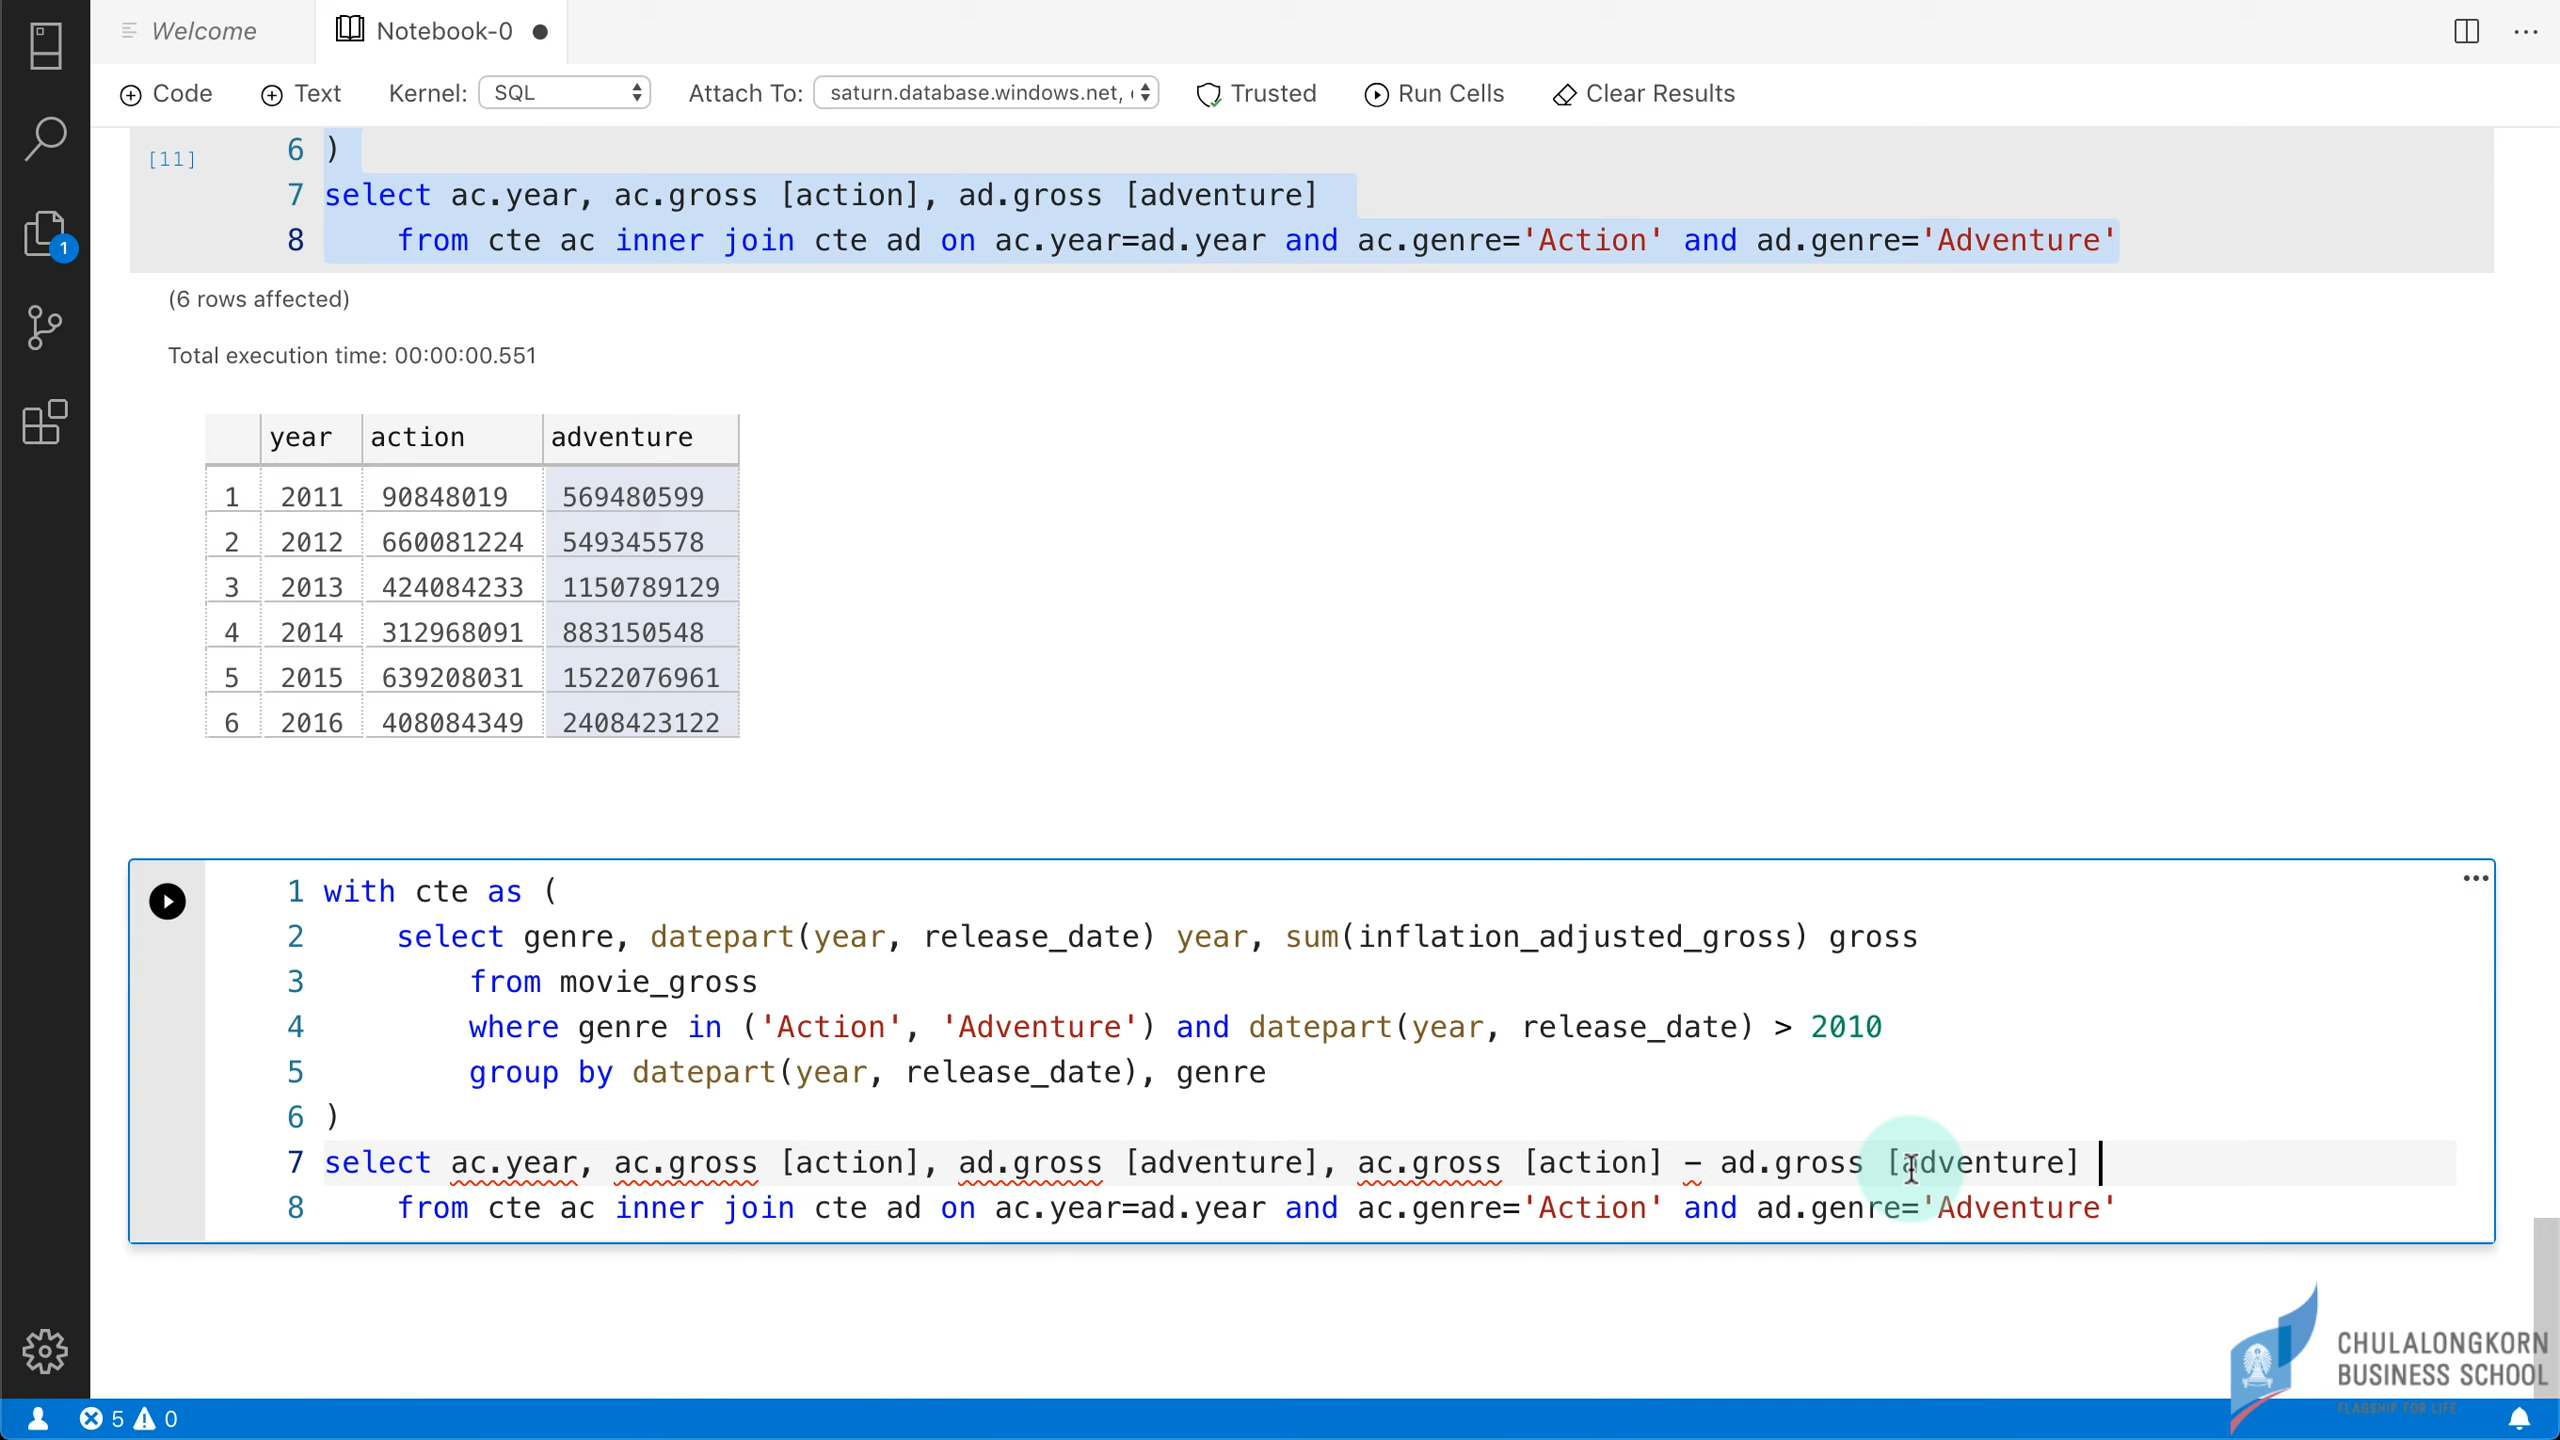 Welcome
Notebook-0
Code Text Kernel: SQL Attach To: saturn.database.windows.net, Trusted Run Cells Clear Results
[11]
6 )
7 select ac.year, ac.gross [action], ad.gross [adventure]
8 from cte ac inner join cte ad on ac.year=ad.year and ac.genre='Action' and ad.genre='Adventure'
1
(6 rows affected)
Total execution time: 00:00:00.551
year action adventure
1 2011 90848019 569480599
2 2012 660081224 549345578
3 2013 424084233 1150789129
4 2014 312968091 883150548
5 2015 639208031 1522076961
6 2016 408084349 2408423122
1 with cte as (
2 select genre, datepart(year, release_date) year, sum(inflation_adjusted_gross) gross
3 from movie_gross
4 where genre in ('Action', 'Adventure') and datepart(year, release_date) > 2010
5 group by datepart(year, release_date), genre
6 )
7 select ac.year, ac.gross [action], ad.gross [adventure], ac.gross [action] - ad.gross [adventure]
8 from cte ac inner join cte ad on ac.year=ad.year and ac.genre='Action' and ad.genre='Adventure'
CHULALONGKORN
BUSINESS SCHOOL
FLAGSHIP FOR LIFE
5 0